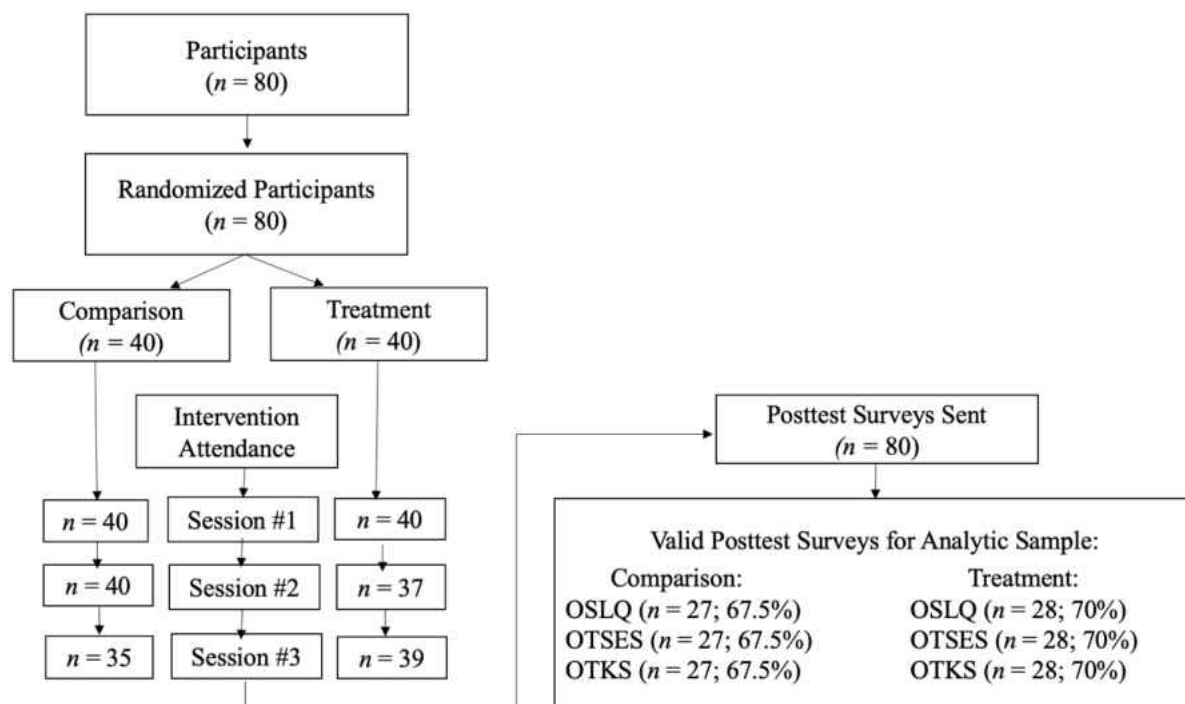 Participants
(n = 80)
Randomized Participants
(n = 80)
Comparison
(n = 40)
Treatment
(n = 40)
Intervention
Attendance
n = 40
Session #1
n = 40
n = 40
Session #2
n = 37
n = 35
Session #3
n = 39
Posttest Surveys Sent
(n = 80)
Valid Posttest Surveys for Analytic Sample:
Comparison:
OSLQ (n = 27; 67.5%)
OTSES (n = 27; 67.5%)
OTKS (n = 27; 67.5%)
Treatment:
OSLQ (n = 28; 70%)
OTSES (n = 28; 70%)
OTKS (n = 28; 70%)